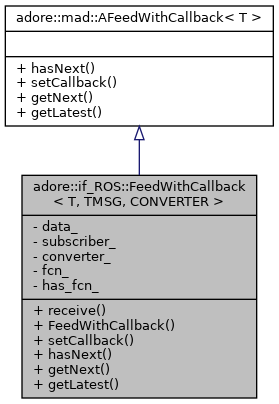 adore::mad::AFeedWithCallback< T >
+ hasNext()
+ setCallback()
+ getNext()
+ getLatest()
adore::if_ROS::FeedWithCallback
< T, TMSG, CONVERTER >
- data_
- subscriber_
- converter_
- fcn_
- has_fcn_
+ receive()
+ FeedWithCallback()
+ setCallback()
+ hasNext()
+ getNext()
+ getLatest()